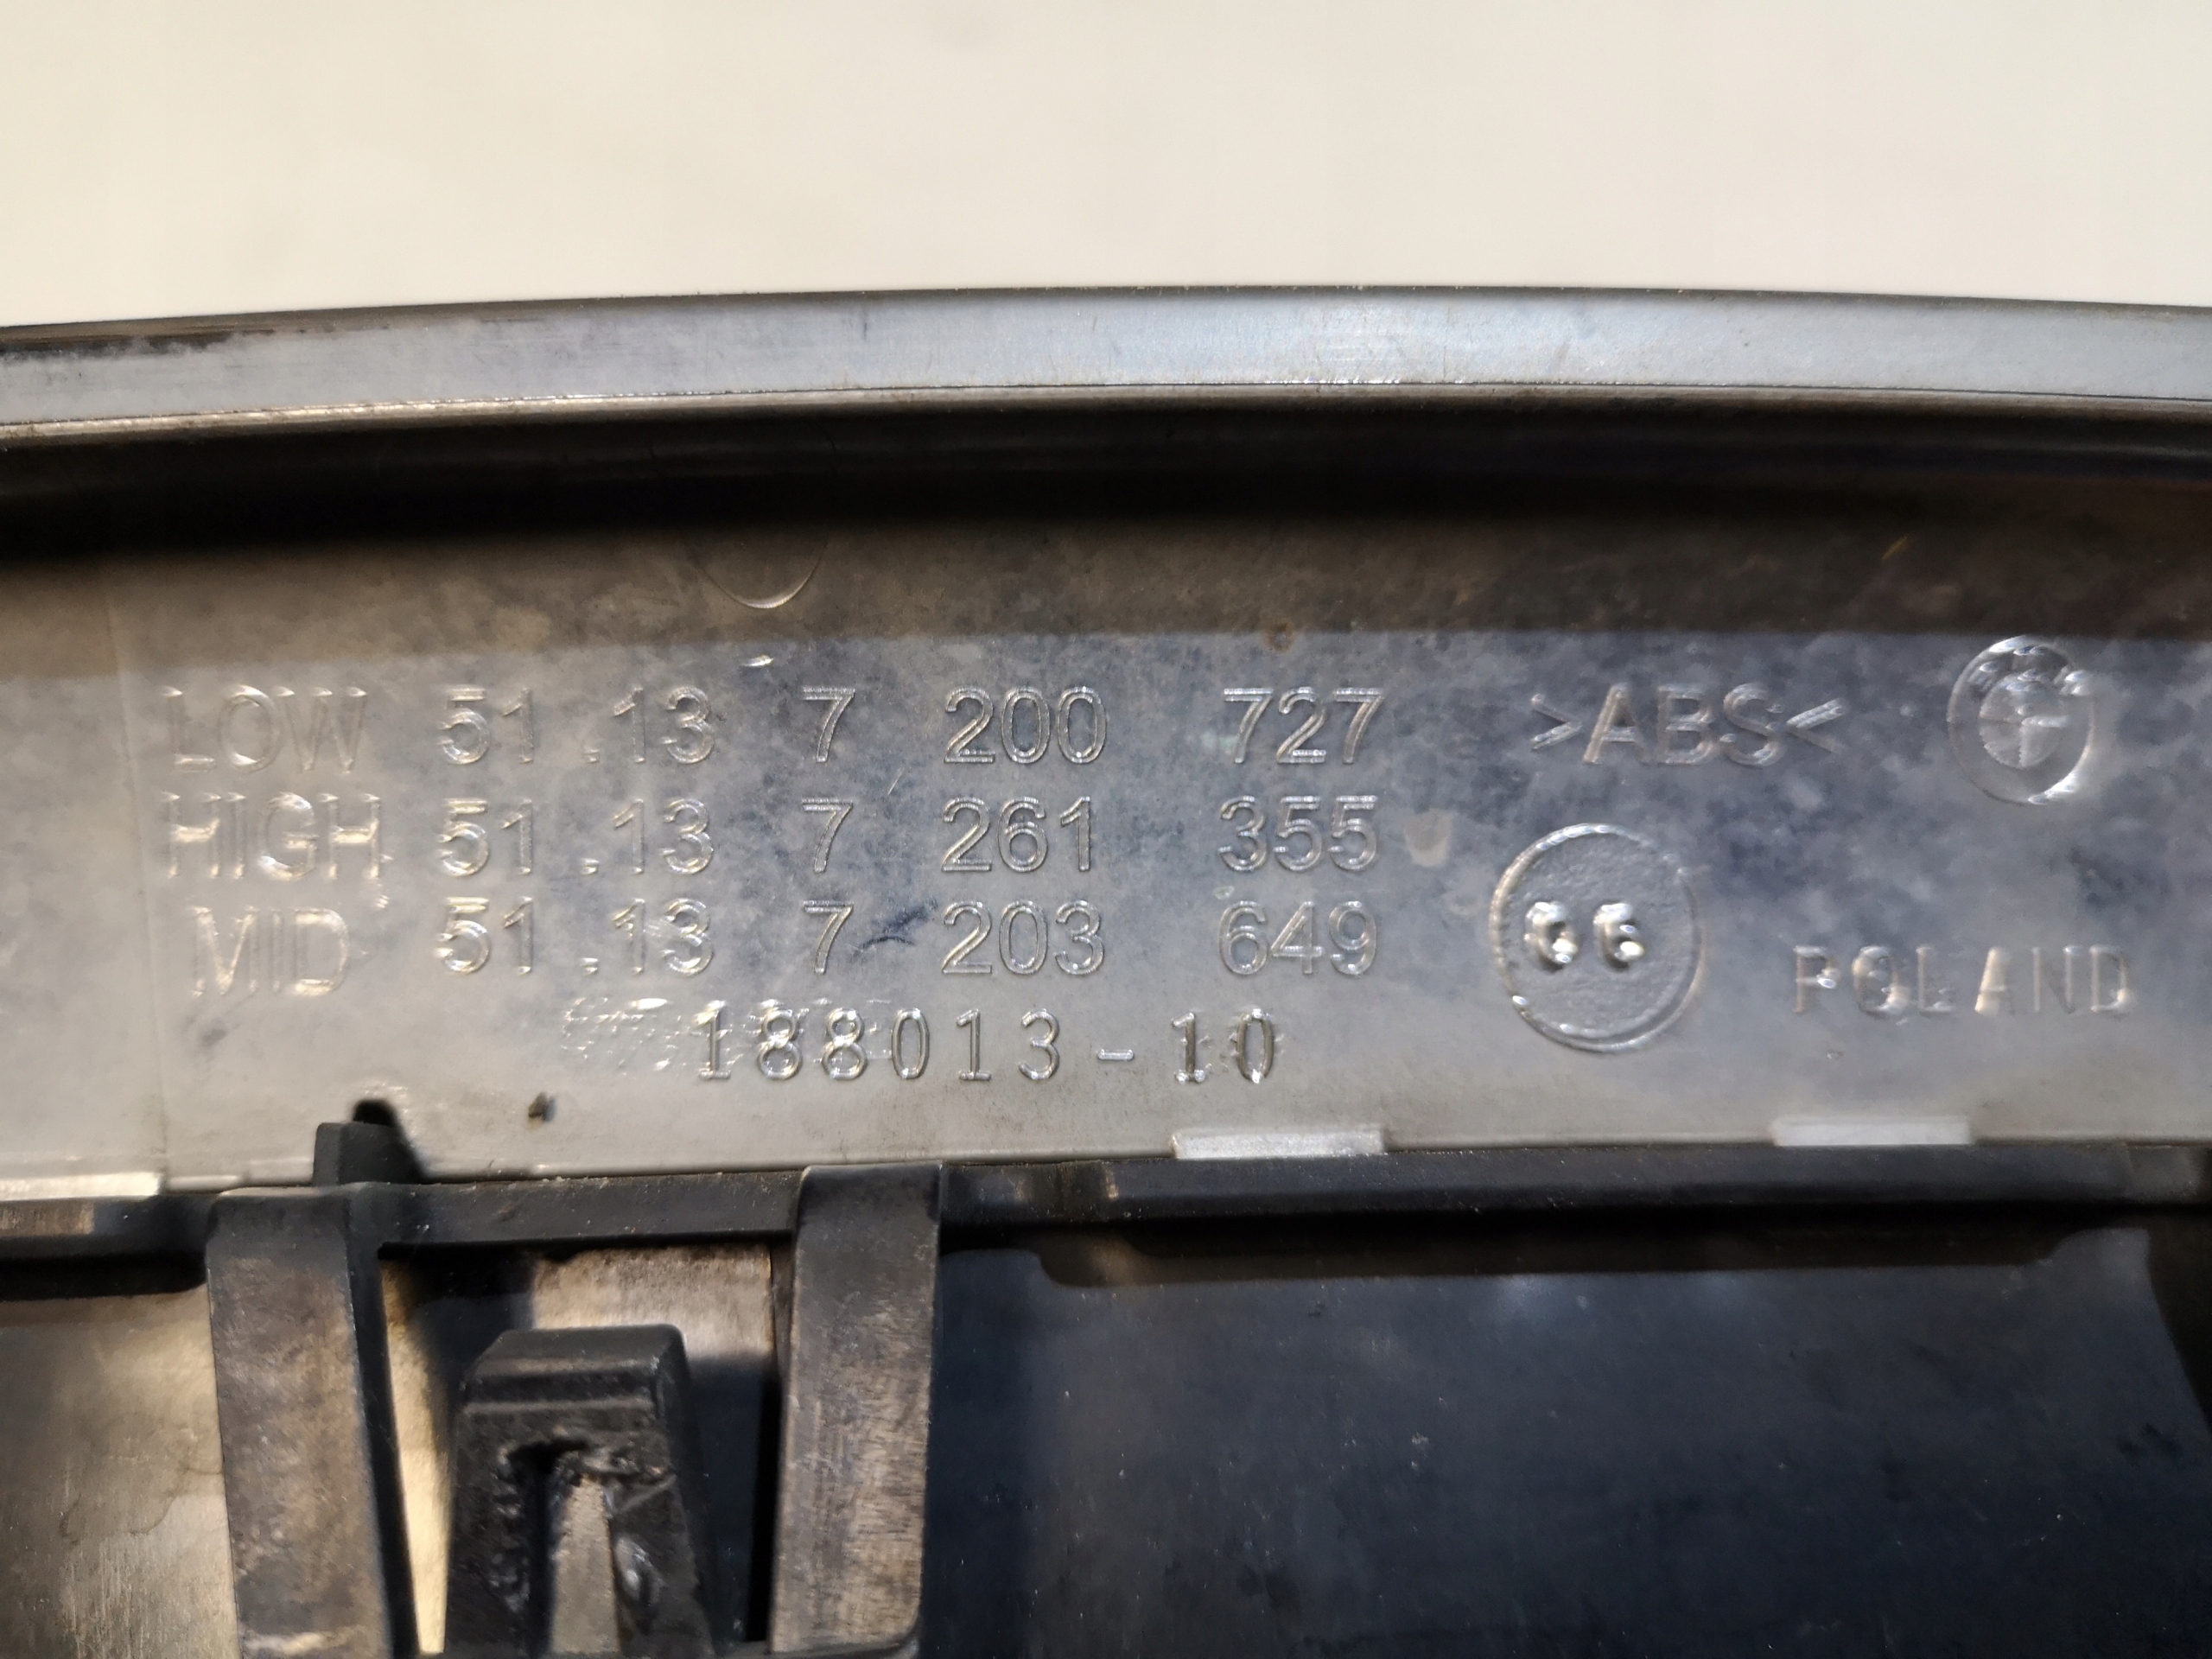 LOW 51.13 7 200 727 >ABS<
HIGH 51.13 7 261 355
MID 51.13 7 203 649
188013-10
POLAND